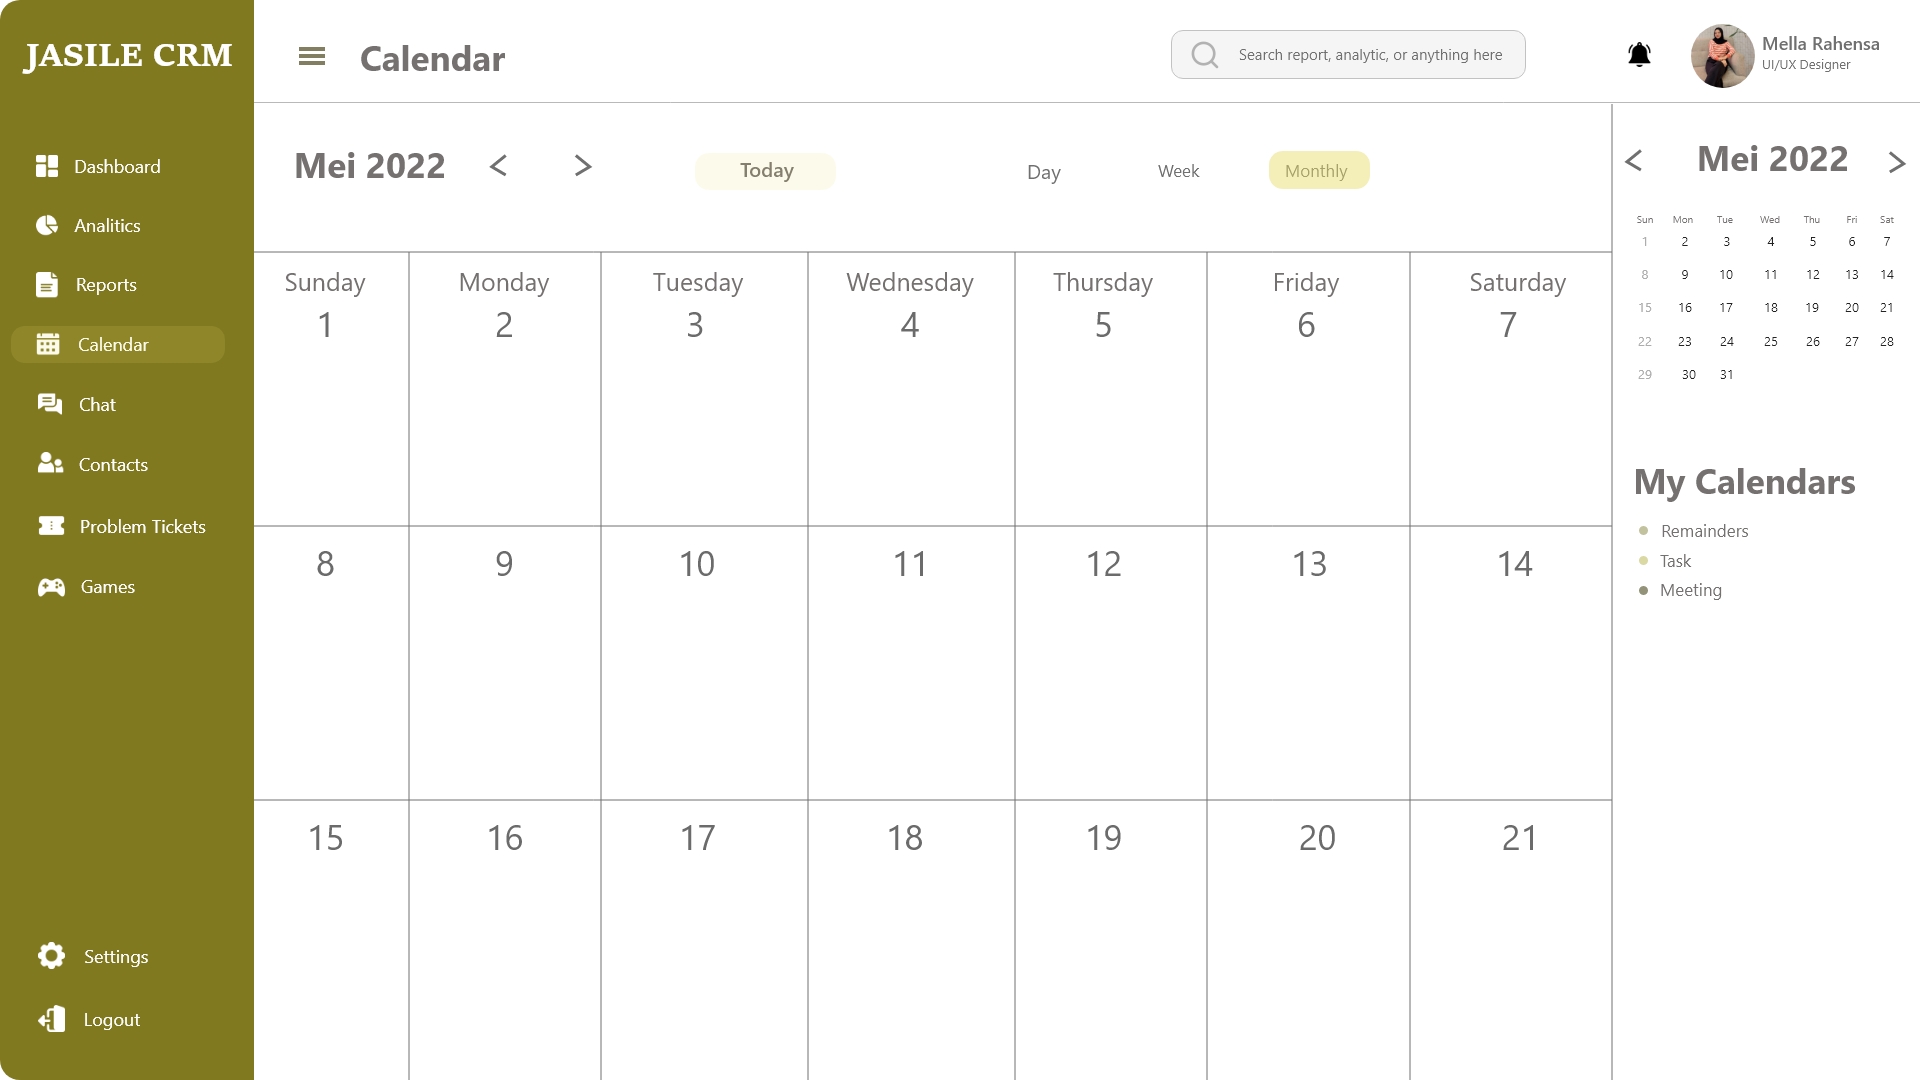 JASILE CRM
Calendar
Search report, analytic, or anything here
Mella Rahensa
UI/UX Designer
Dashboard
Analitics
Reports
Calendar
Chat
Contacts
Problem Tickets
Games
Settings
Logout
Mei 2022
Today
Day
Week
Monthly
Sunday Monday Tuesday Wednesday Thursday Friday Saturday
1 2 3 4 5 6 7
8 9 10 11 12 13 14
15 16 17 18 19 20 21
Mei 2022
Sun Mon Tue Wed Thu Fri Sat
1 2 3 4 5 6 7
8 9 10 11 12 13 14
15 16 17 18 19 20 21
22 23 24 25 26 27 28
29 30 31
My Calendars
Remainders
Task
Meeting